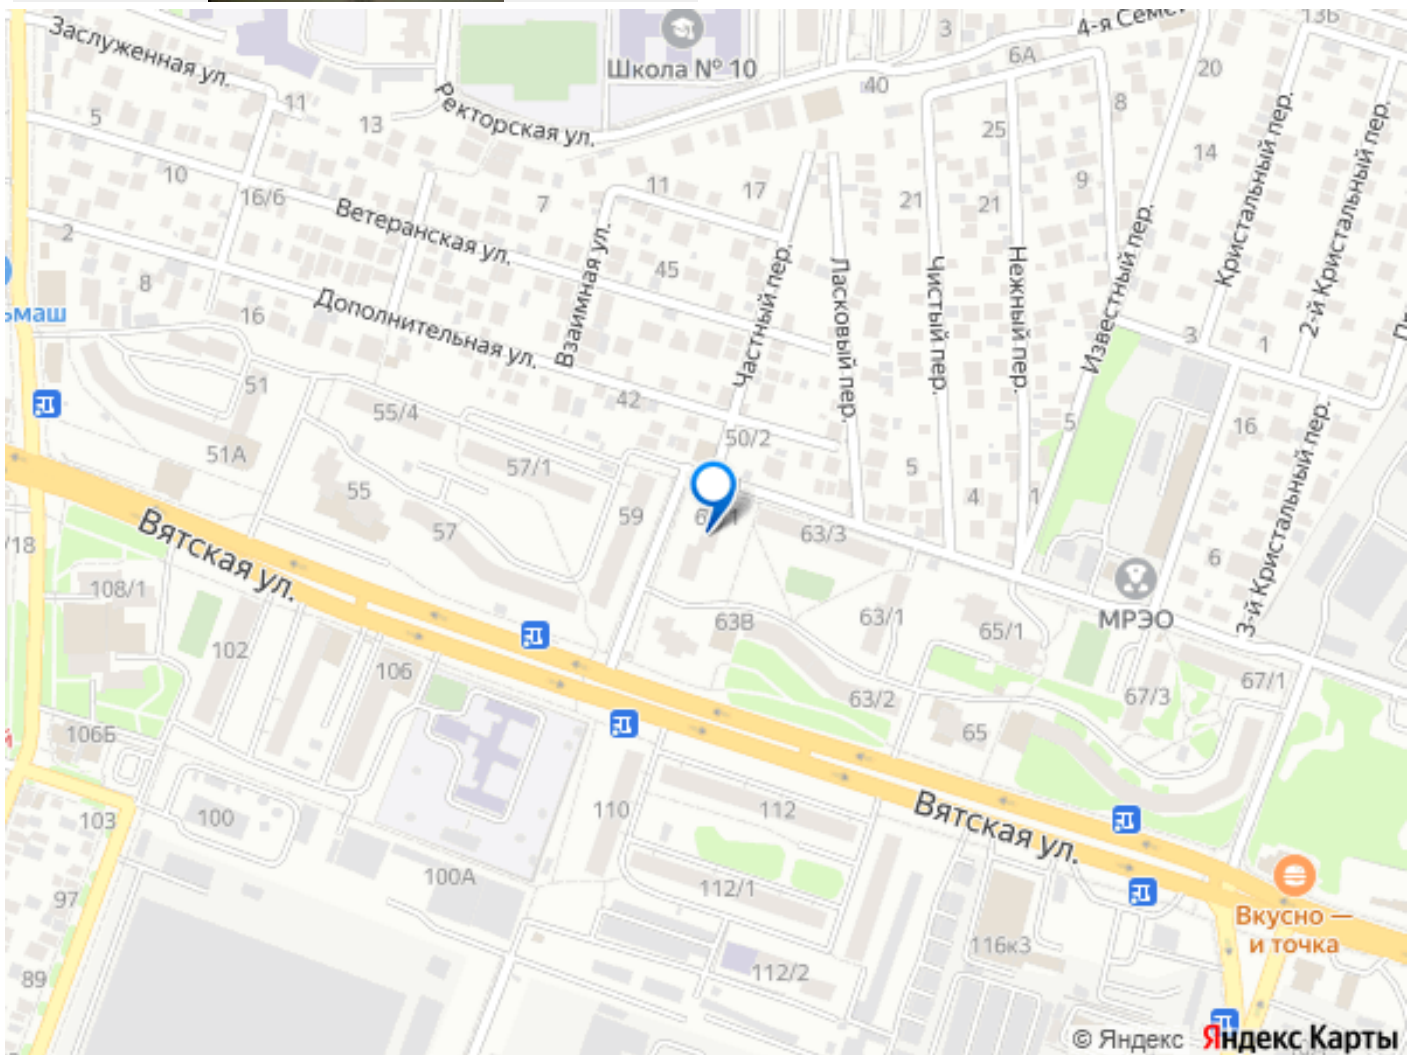 Заслуженная ул.
Школа № 10
3
4-я Семе
13Б
6А
20
40
8
5
11
13
Ректорская ул.
25
14
Кристальный пер.
2-й Кристальный пер.
10
16/6
7
11
17
21
21
9
Ветеранская ул.
2
8
45
Взаимная ул.
Частный пер.
Ласковый пер.
Чистый пер.
Нежный пер.
Известный пер.
ьмаш
16
Дополнительная ул.
3
1
51
55/4
42
5
16
51А
57/1
50/2
5
4
1
3-й Кристальный пер.
55
57
59
63/3
6
/18
Вятская ул.
108/1
МРЭО
102
106
63В
63/1
65/1
67/3
67/1
63/2
65
106Б
й
103
100
110
112
Вятская ул.
100А
112/1
97
Вкусно —
и точка
116к3
89
112/2
© Яндекс Яндекс Карты